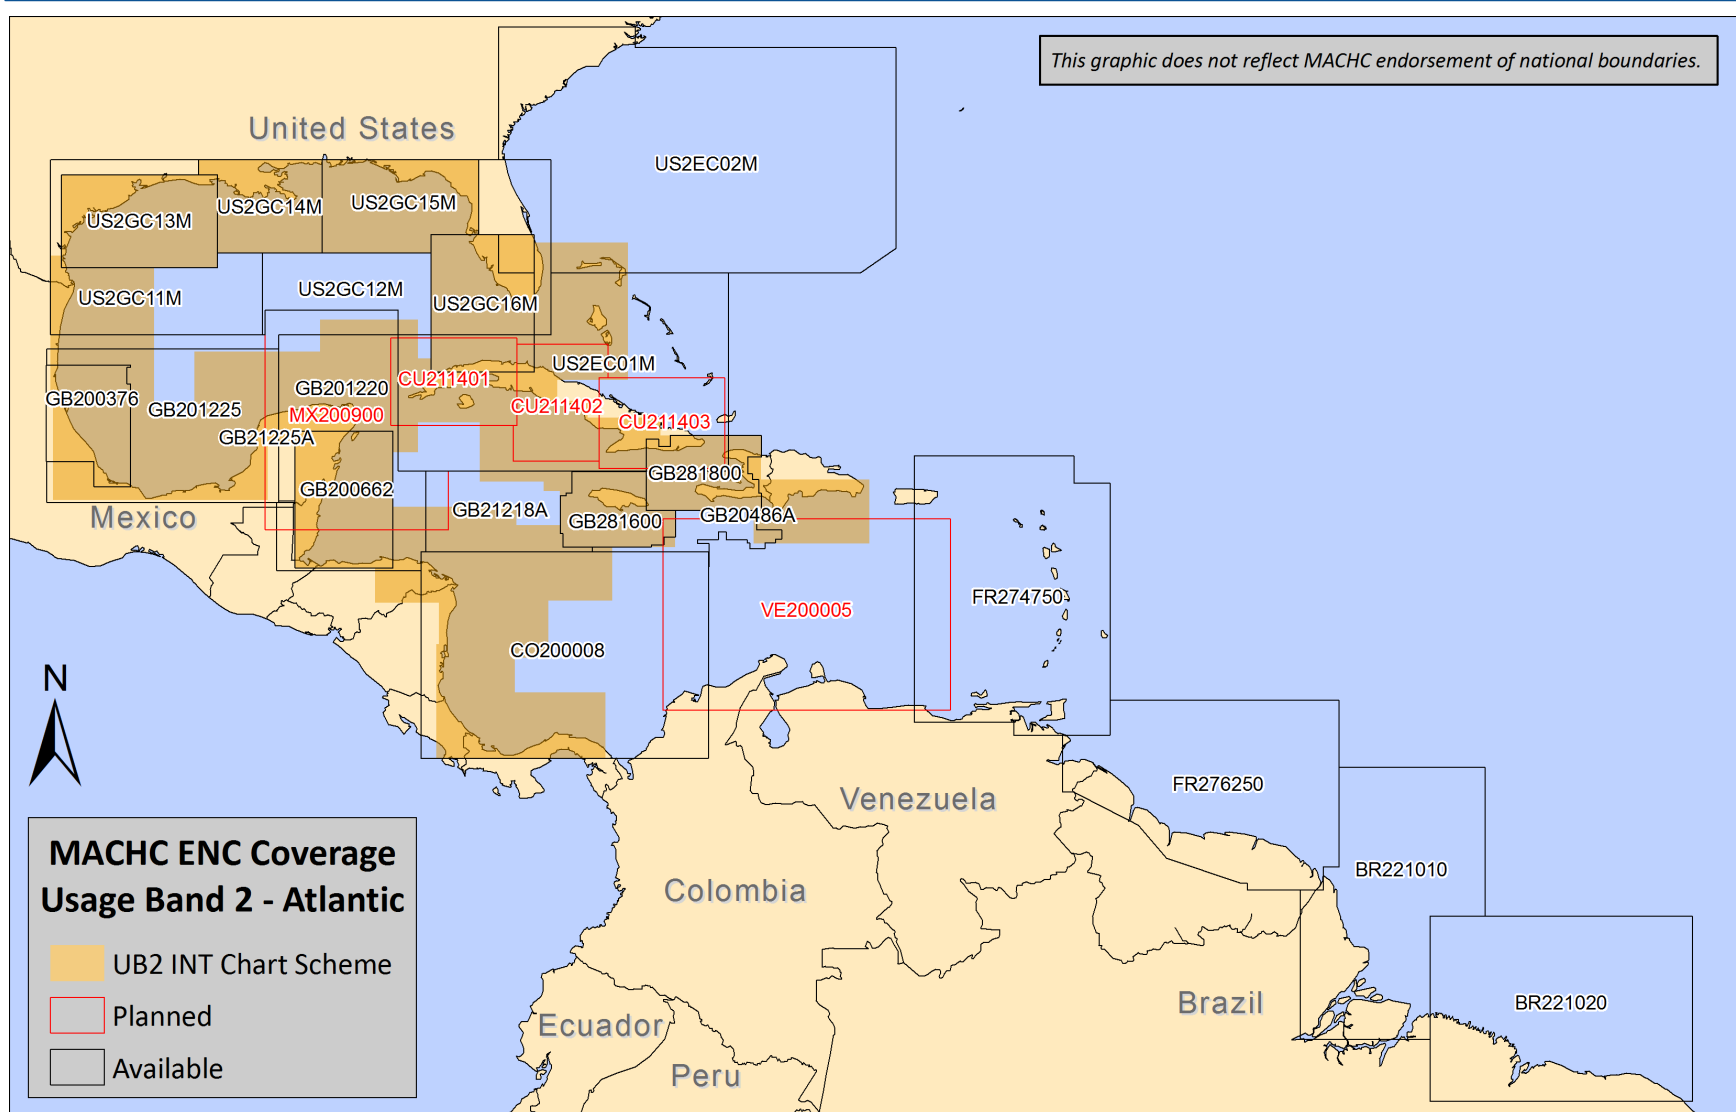 This graphic does not reflect MACHC endorsement of national boundaries.
United States
US2EC02M
US2GC13M
US2GC14M
US2GC15M
US2GC11M
US2GC12M
US2GC16M
US2EC01M
GB200376
GB201225
GB201220
MX200900
GB21225A
CU211401
CU211402
CU211403
GB281800
GB200662
GB21218A
GB281600
GB20486A
Mexico
VE200005
FR274750
CO200008
N
FR276250
Venezuela
BR221010
Colombia
BR221020
Brazil
Ecuador
Peru
MACHC ENC Coverage
Usage Band 2 - Atlantic
UB2 INT Chart Scheme
Planned
Available